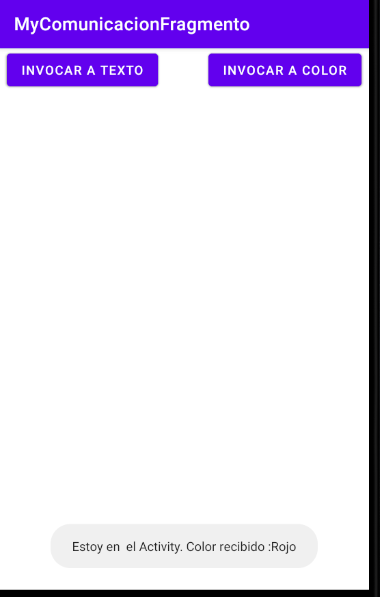 MyComunicacionFragmento
INVOCAR A TEXTO INVOCAR A COLOR
Estoy en  el Activity. Color recibido :Rojo